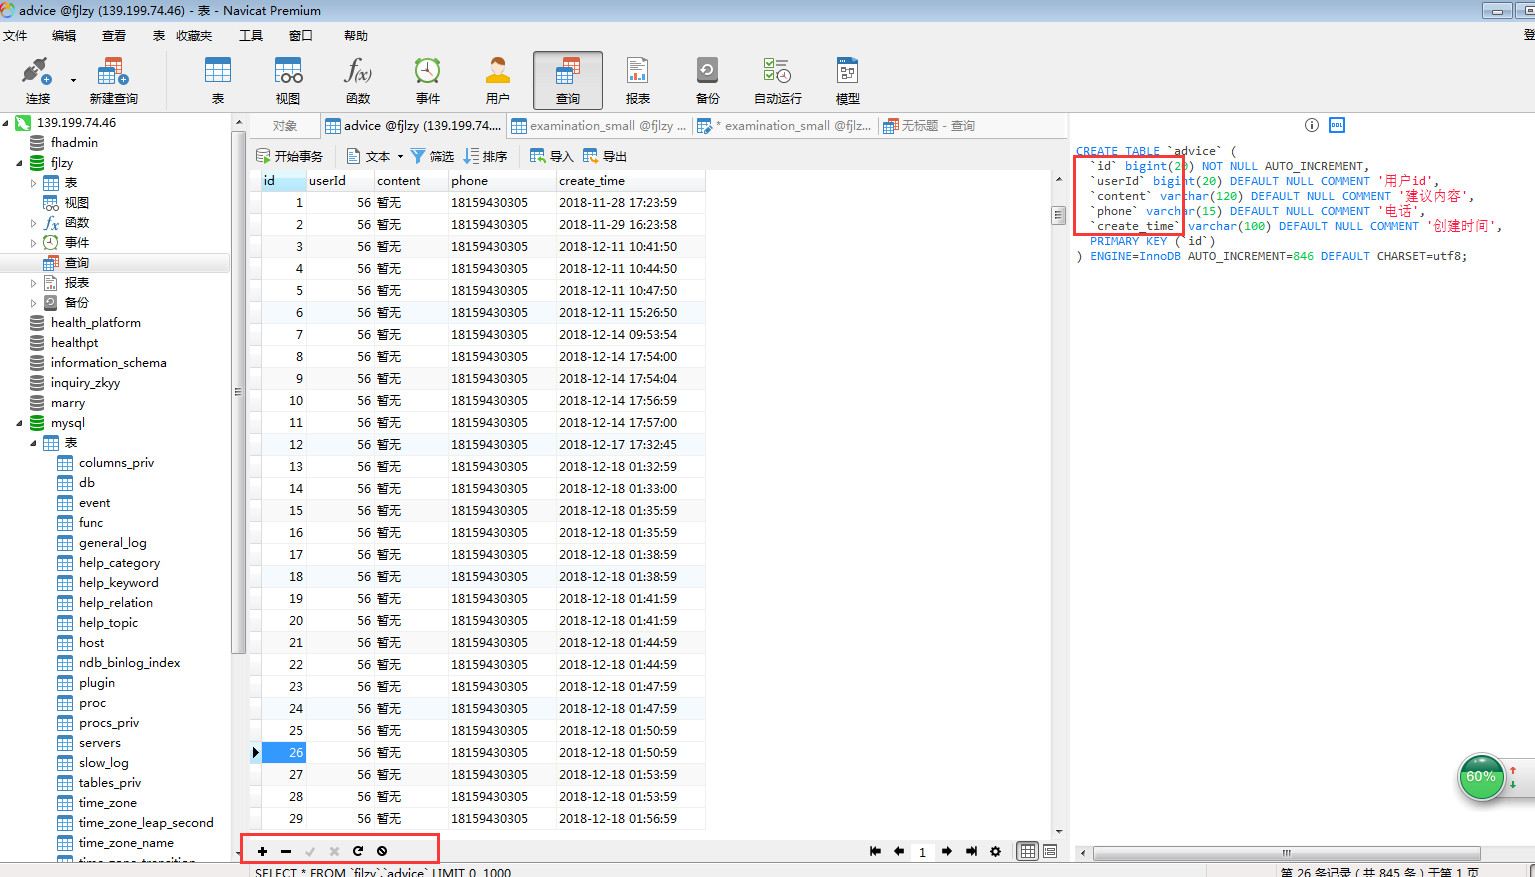 advice @fjlzy (139.199.74.46) - 表 - Navicat Premium
文件 编辑 查看 表 收藏夹 工具 窗口 帮助
连接 新建查询 表 视图 函数 事件 用户 查询 报表 备份 自动运行 模型
139.199.74.46
fhadmin
fjlzy
表
视图
函数
事件
查询
报表
备份
health_platform
healthpt
information_schema
inquiry_zkyy
marry
mysql
表
columns_priv
db
event
func
general_log
help_category
help_keyword
help_relation
help_topic
host
ndb_binlog_index
plugin
proc
procs_priv
servers
slow_log
tables_priv
time_zone
time_zone_leap_second
time_zone_name
对象 advice @fjlzy (139.199.74.... examination_small @fjlzy ... * examination_small @fjlz... 无标题 - 查询
开始事务 文本 筛选 排序 导入 导出
id userId content phone create_time
1 56 暂无 18159430305 2018-11-28 17:23:59
2 56 暂无 18159430305 2018-11-29 16:23:58
3 56 暂无 18159430305 2018-12-11 10:41:50
4 56 暂无 18159430305 2018-12-11 10:44:50
5 56 暂无 18159430305 2018-12-11 10:47:50
6 56 暂无 18159430305 2018-12-11 15:26:50
7 56 暂无 18159430305 2018-12-14 09:53:54
8 56 暂无 18159430305 2018-12-14 17:54:00
9 56 暂无 18159430305 2018-12-14 17:54:04
10 56 暂无 18159430305 2018-12-14 17:56:59
11 56 暂无 18159430305 2018-12-14 17:57:00
12 56 暂无 18159430305 2018-12-17 17:32:45
13 56 暂无 18159430305 2018-12-18 01:32:59
14 56 暂无 18159430305 2018-12-18 01:33:00
15 56 暂无 18159430305 2018-12-18 01:35:59
16 56 暂无 18159430305 2018-12-18 01:35:59
17 56 暂无 18159430305 2018-12-18 01:38:59
18 56 暂无 18159430305 2018-12-18 01:38:59
19 56 暂无 18159430305 2018-12-18 01:41:59
20 56 暂无 18159430305 2018-12-18 01:41:59
21 56 暂无 18159430305 2018-12-18 01:44:59
22 56 暂无 18159430305 2018-12-18 01:44:59
23 56 暂无 18159430305 2018-12-18 01:47:59
24 56 暂无 18159430305 2018-12-18 01:47:59
25 56 暂无 18159430305 2018-12-18 01:50:59
26 56 暂无 18159430305 2018-12-18 01:50:59
27 56 暂无 18159430305 2018-12-18 01:53:59
28 56 暂无 18159430305 2018-12-18 01:53:59
29 56 暂无 18159430305 2018-12-18 01:56:59
1
SELECT * FROM `fjlzy`.`advice` LIMIT 0, 1000
第 26 条记录 ( 共 845 条 ) 于第 1 页
DDL
CREATE TABLE `advice` (
`id` bigint(20) NOT NULL AUTO_INCREMENT,
`userId` bigint(20) DEFAULT NULL COMMENT '用户id',
`content` varchar(120) DEFAULT NULL COMMENT '建议内容',
`phone` varchar(15) DEFAULT NULL COMMENT '电话',
`create_time` varchar(100) DEFAULT NULL COMMENT '创建时间',
PRIMARY KEY (`id`)
) ENGINE=InnoDB AUTO_INCREMENT=846 DEFAULT CHARSET=utf8;
60%